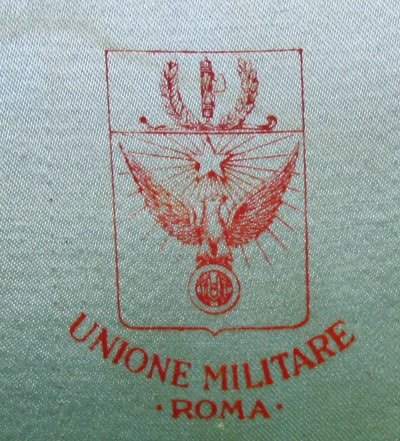 UNIONE MILITARE
· ROMA ·